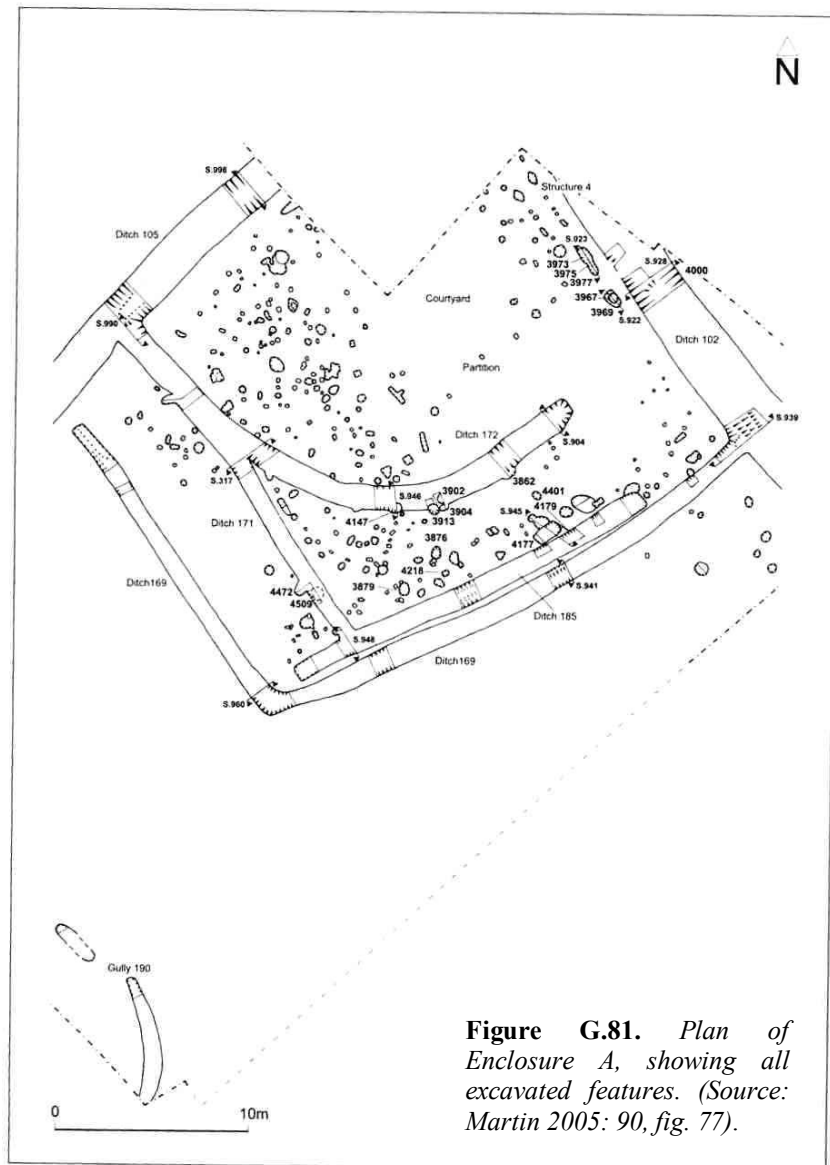 N
S.998
Structure 4
Ditch 105
S.923
3973
3975
S.928
4000
3977
Courtyard
3967
3969
S.922
S.990
Ditch 102
Partition
Ditch 172
S.939
S.904
S.317
3862
S.946
3902
4401
3904
S.945
4179
4147
3913
Ditch 171
3876
4177
4218
Ditch169
3879
S.941
4472
4509
Ditch 185
S.948
Ditch169
S.960
Gully 190
0 10m
Figure G.81. Plan of
Enclosure A, showing all
excavated features. (Source:
Martin 2005: 90, fig. 77).